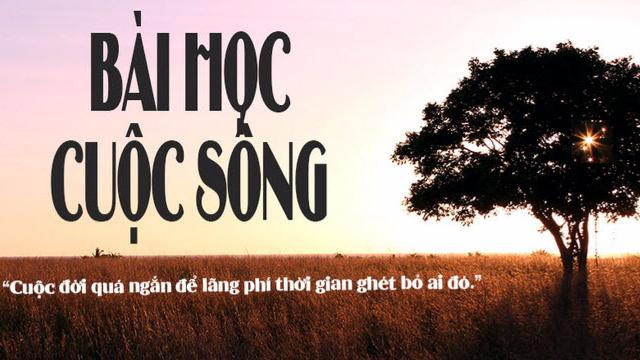 BÀI HỌC
CUỘC SỐNG
“Cuộc đời quá ngắn để lãng phí thời gian ghét bỏ ai đó.”